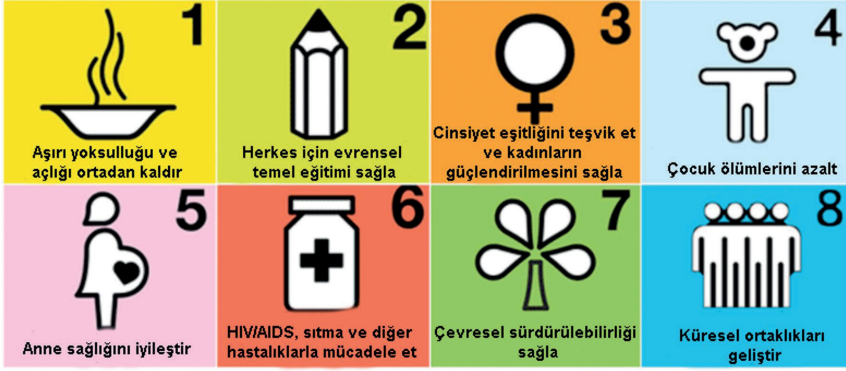 1
Aşırı yoksulluğu ve
açlığı ortadan kaldır
2
Herkes için evrensel
temel eğitimi sağla
3
Cinsiyet eşitliğini teşvik et
ve kadınların
güçlendirilmesini sağla
4
Çocuk ölümlerini azalt
5
Anne sağlığını iyileştir
6
HIV/AIDS, sıtma ve diğer
hastalıklarla mücadele et
7
Çevresel sürdürülebilirliği
sağla
8
Küresel ortaklıkları
geliştir